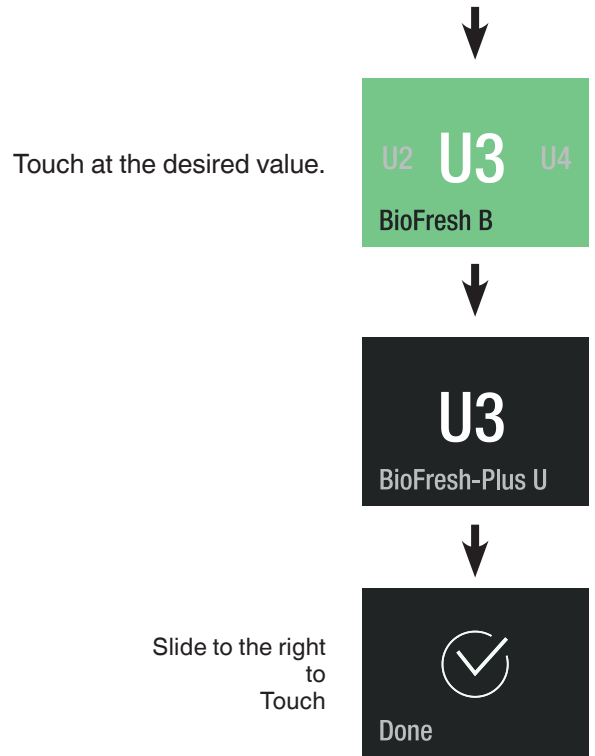 Touch at the desired value.
U2 U3 U4
BioFresh B
U3
BioFresh-Plus U
Slide to the right
to
Touch
Done